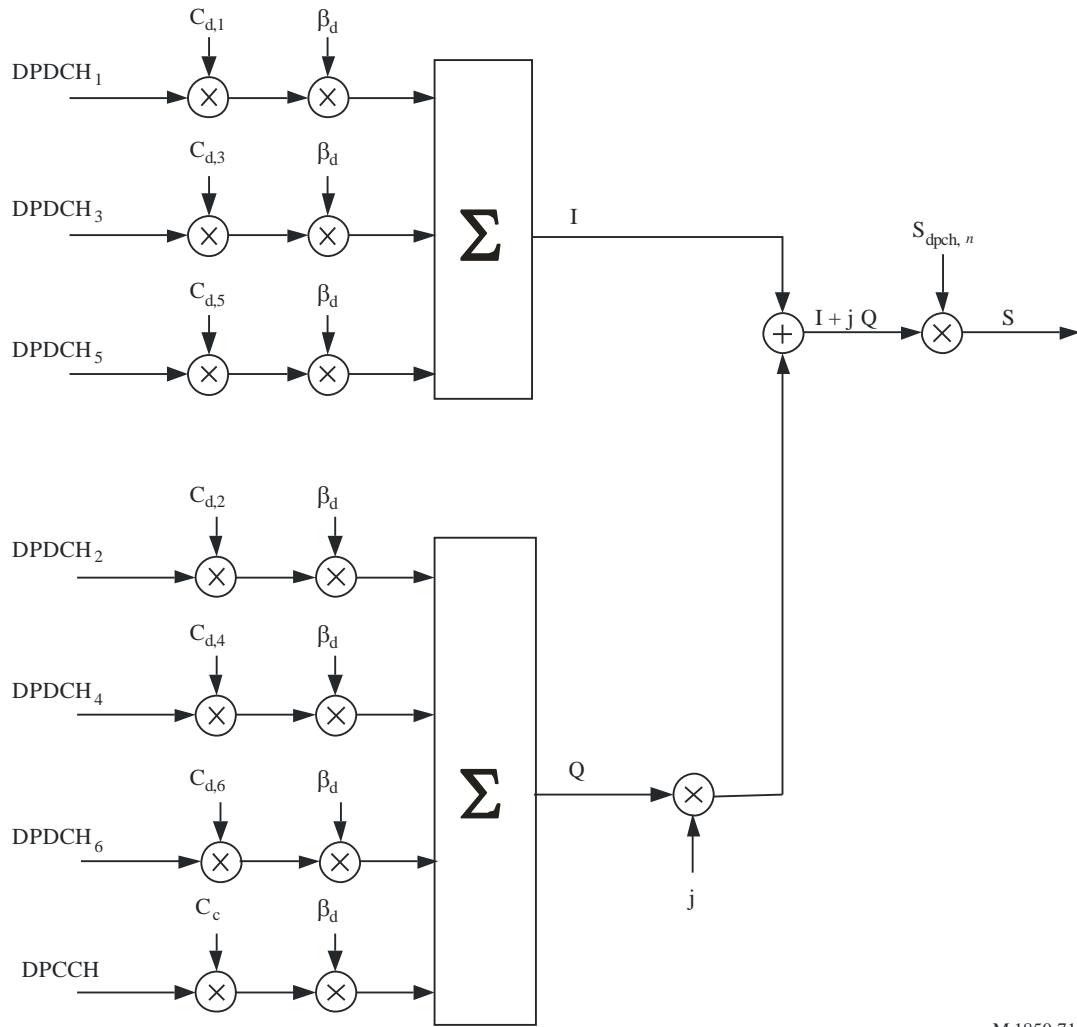 C_d,1 β_d
DPDCH_1
× ×
C_d,3 β_d
DPDCH_3
× ×
Σ
I
C_d,5 β_d
DPDCH_5
× ×
S_dpch, n
+ I + j Q × S
C_d,2 β_d
DPDCH_2
× ×
C_d,4 β_d
DPDCH_4
× ×
Σ
Q ×
j
C_d,6 β_d
DPDCH_6
× ×
C_c β_d
DPCCH
× ×